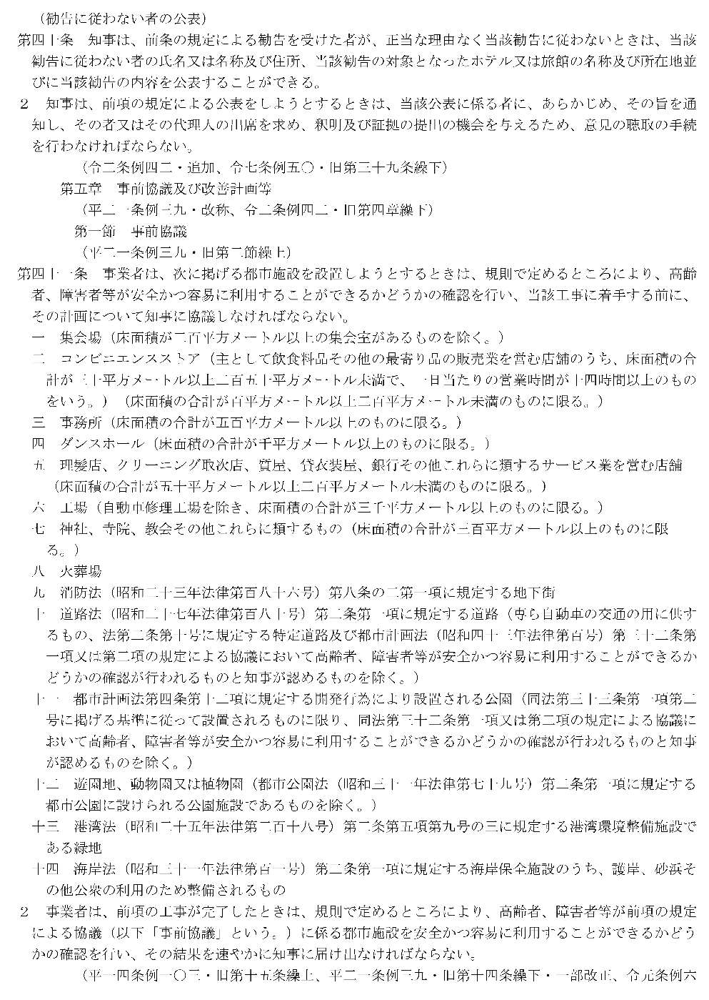 （勧告に従わない者の公表）
第四十条　知事は、前条の規定による勧告を受けた者が、正当な理由なく当該勧告に従わないときは、当該
勧告に従わない者の氏名又は名称及び住所、当該勧告の対象となったホテル又は旅館の名称及び所在地並
びに当該勧告の内容を公表することができる。
２　知事は、前項の規定による公表をしようとするときは、当該公表に係る者に、あらかじめ、その旨を通
知し、その者又はその代理人の出席を求め、釈明及び証拠の提出の機会を与えるため、意見の聴取の手続
を行わなければならない。
（令二条例四二・追加、令七条例五〇・旧第三十九条繰下）
第五章　事前協議及び改善計画等
（平二一条例三九・改称、令二条例四二・旧第四章繰下）
第一節　事前協議
（平二一条例三九・旧第二節繰上）
第四十一条　事業者は、次に掲げる都市施設を設置しようとするときは、規則で定めるところにより、高齢
者、障害者等が安全かつ容易に利用することができるかどうかの確認を行い、当該工事に着手する前に、
その計画について知事に協議しなければならない。
一　集会場（床面積が二百平方メートル以上の集会室があるものを除く。）
二　コンビニエンスストア（主として飲食料品その他の最寄り品の販売業を営む店舗のうち、床面積の合
計が三十平方メートル以上二百五十平方メートル未満で、一日当たりの営業時間が十四時間以上のもの
をいう。）（床面積の合計が百平方メートル以上二百平方メートル未満のものに限る。）
三　事務所（床面積の合計が五百平方メートル以上のものに限る。）
四　ダンスホール（床面積の合計が千平方メートル以上のものに限る。）
五　理髪店、クリーニング取次店、質屋、貸衣装屋、銀行その他これらに類するサービス業を営む店舗
（床面積の合計が五十平方メートル以上二百平方メートル未満のものに限る。）
六　工場（自動車修理工場を除き、床面積の合計が三千平方メートル以上のものに限る。）
七　神社、寺院、教会その他これらに類するもの（床面積の合計が三百平方メートル以上のものに限
る。）
八　火葬場
九　消防法（昭和二十三年法律第百八十六号）第八条の二第一項に規定する地下街
十　道路法（昭和二十七年法律第百八十号）第二条第一項に規定する道路（専ら自動車の交通の用に供す
るもの、法第二条第十号に規定する特定道路及び都市計画法（昭和四十三年法律第百号）第三十二条第
一項又は第二項の規定による協議において高齢者、障害者等が安全かつ容易に利用することができるか
どうかの確認が行われるものと知事が認めるものを除く。）
十一　都市計画法第四条第十二項に規定する開発行為により設置される公園（同法第三十三条第一項第二
号に掲げる基準に従って設置されるものに限り、同法第三十二条第一項又は第二項の規定による協議に
おいて高齢者、障害者等が安全かつ容易に利用することができるかどうかの確認が行われるものと知事
が認めるものを除く。）
十二　遊園地、動物園又は植物園（都市公園法（昭和三十一年法律第七十九号）第二条第一項に規定する
都市公園に設けられる公園施設であるものを除く。）
十三　港湾法（昭和二十五年法律第二百十八号）第二条第五項第九号の三に規定する港湾環境整備施設で
ある緑地
十四　海岸法（昭和三十一年法律第百一号）第二条第一項に規定する海岸保全施設のうち、護岸、砂浜そ
の他公衆の利用のため整備されるもの
２　事業者は、前項の工事が完了したときは、規則で定めるところにより、高齢者、障害者等が前項の規定
による協議（以下「事前協議」という。）に係る都市施設を安全かつ容易に利用することができるかどう
かの確認を行い、その結果を速やかに知事に届け出なければならない。
（平一四条例一〇三・旧第十五条繰上、平二一条例三九・旧第十四条繰下・一部改正、令元条例六